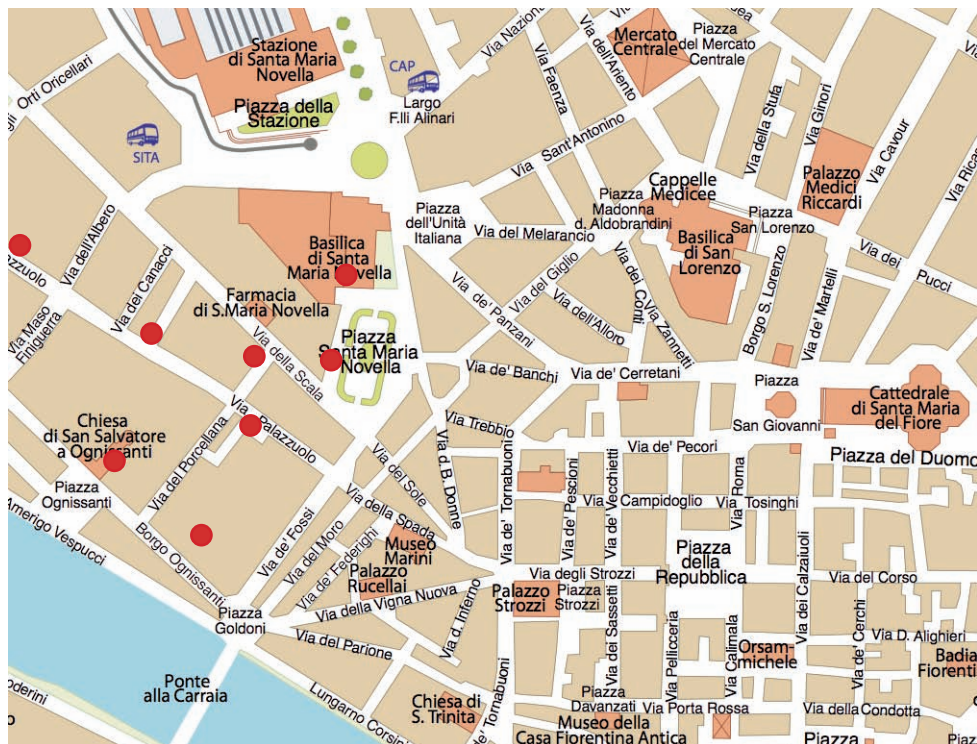 Stazione
di Santa Maria
Novella
Piazza della
Stazione
CAP
Largo
F.lli Alinari
SITA
Orti Oricellari
Via Faenza
Via dell'Ariento
Mercato
Centrale
Piazza
del Mercato
Centrale
Via della Stufa
Via Ginori
Via Cavour
Via Sant'Antonino
Palazzo
Medici
Riccardi
Cappelle
Medicee
Piazza
Madonna
d. Aldobrandini
Piazza
San Lorenzo
Basilica
di San
Lorenzo
Piazza
dell'Unità
Italiana
Via del Melarancio
Via dell'Albero
Via dei Canacci
Basilica
di Santa
Maria Novella
Farmacia
di S.Maria Novella
Via Maso
Finiguerra
Via della Scala
Piazza
Santa Maria
Novella
Via de' Panzani
Via del Giglio
Via dell'Alloro
Via dei Conti
Via Zannetti
Borgo S. Lorenzo
Via de' Martelli
Via dei Pucci
Via de' Banchi
Via de' Cerretani
Piazza
San Giovanni
Cattedrale
di Santa Maria
del Fiore
Piazza del Duomo
Chiesa
di San Salvatore
a Ognissanti
Via Palazzuolo
Via del Porcellana
Via Trebbio
Via d.B. Donne
Via del Sole
Via de' Pecori
Via Roma
Via de' Tornabuoni
Via de' Pescioni
Via de' Vecchietti
Via Campidoglio
Via Tosinghi
Piazza
Ognissanti
Amerigo Vespucci
Borgo Ognissanti
Via de' Fossi
Via del Moro
Via de' Federighi
Via della Spada
Museo
Marini
Palazzo
Rucellai
Via della Vigna Nuova
Via d. Inferno
Piazza
della
Repubblica
Via degli Strozzi
Palazzo
Strozzi
Piazza
Strozzi
Via dei Sassetti
Via Pellicceria
Via Calimala
Via dei Calzaiuoli
Via del Corso
Via de' Cerchi
Via D. Alighieri
Orsam-
michele
Piazza
Goldoni
Via del Parione
Ponte
alla Carraia
Lungarno Corsini
Chiesa di
S. Trinita
de' Tornabuoni
Piazza
Davanzati
Via Porta Rossa
Museo della
Casa Fiorentina Antica
Via della Condotta
Piazza